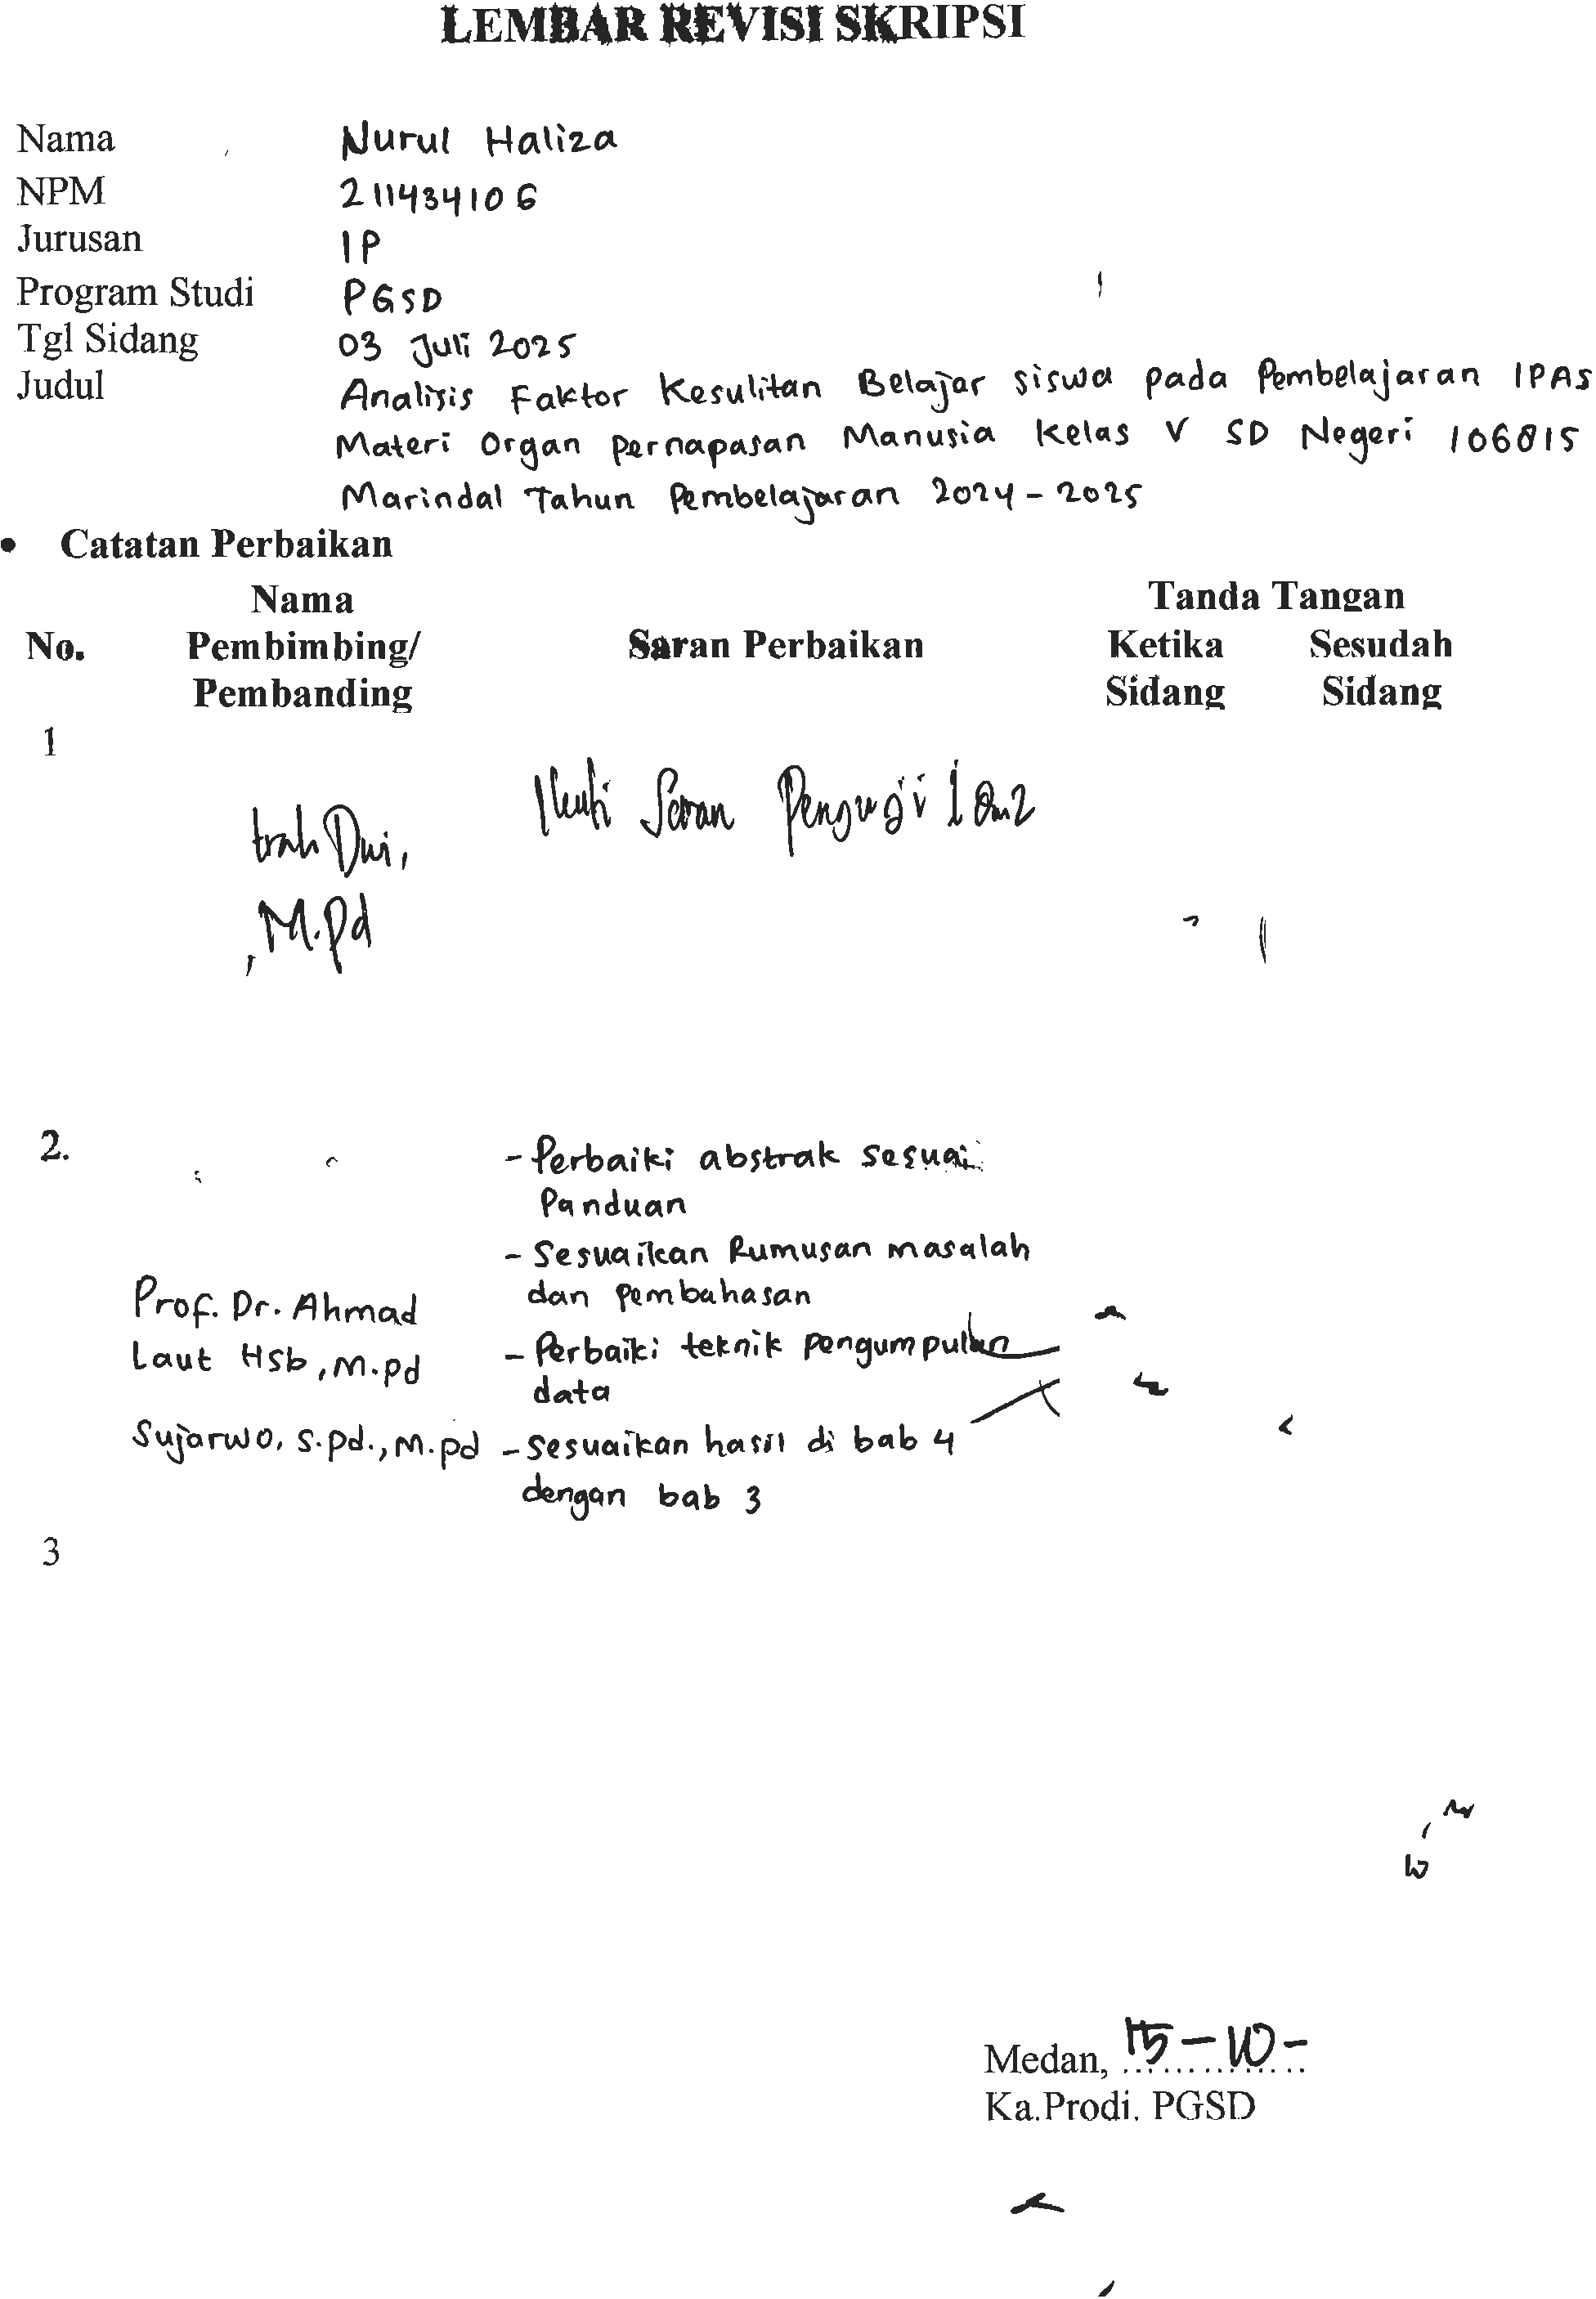 LEMBAR REVISI SKRIPSI
Nama Nurul Haliza
NPM 211434106
Jurusan IP
Program Studi PGSD
Tgl Sidang 03 Juli 2025
Judul Analisis Faktor Kesulitan Belajar siswa pada Pembelajaran IPAS
Materi Organ pernapasan Manusia Kelas V SD Negeri 106815
Marindal Tahun Pembelajaran 2024-2025
• Catatan Perbaikan
No. Nama Pembimbing/ Pembanding Saran Perbaikan Tanda Tangan Ketika Sidang Sesudah Sidang
1
Ikuti Saran Penguji 1 dan 2
trah Dwi,
M.Pd
2.
- Perbaiki abstrak sesuai
Panduan
- Sesuaikan Rumusan masalah
dan pembahasan
Prof. Dr. Ahmad
Laut Hsb, M.pd
- Perbaiki teknik pengumpulan
data
Sujarwo, S.pd., M.pd
- Sesuaikan hasil di bab 4
dengan bab 3
3
Medan, 15-10-
Ka.Prodi. PGSD